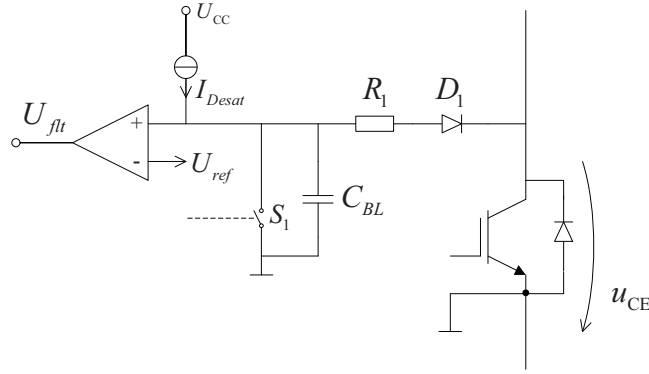 U_CC
I_Desat
R_1 D_1
U_flt
+
-
U_ref
S_1
C_BL
u_CE